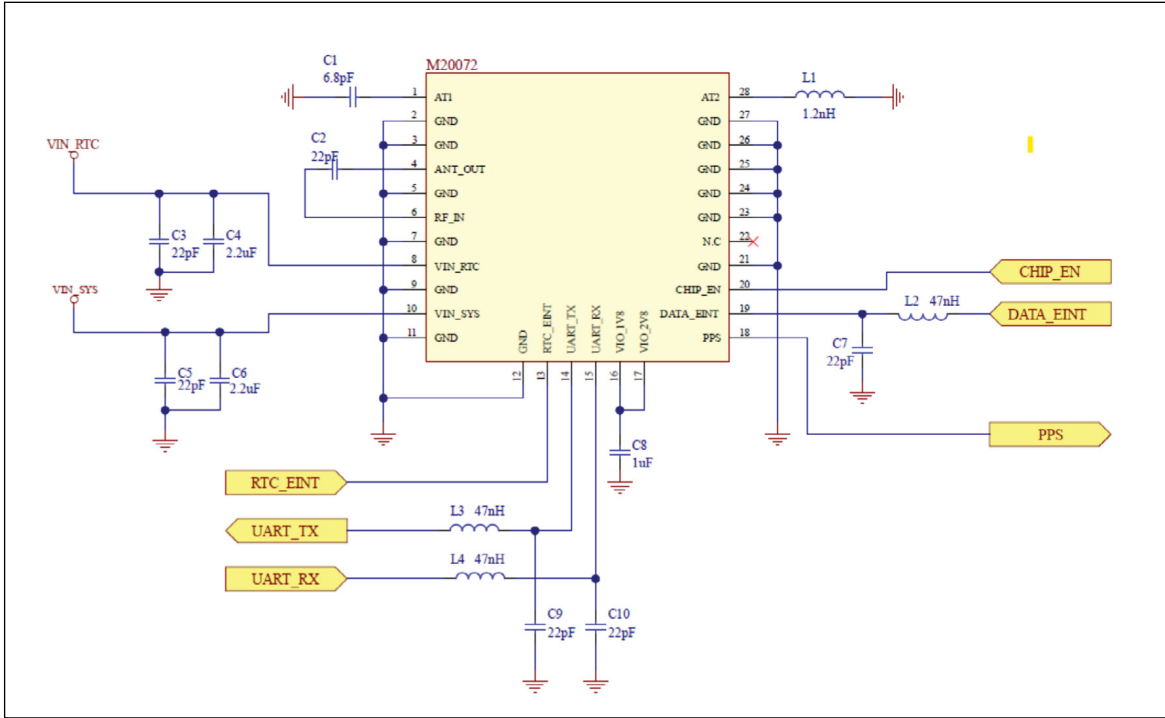 M20072
C1
6.8pF
1
AT1
2
GND
3
GND
C2
22pF
4
ANT_OUT
5
GND
6
RF_IN
7
GND
8
VIN_RTC
9
GND
10
VIN_SYS
11
GND
VIN_RTC
C3
22pF
C4
2.2uF
VIN_SYS
C5
22pF
C6
2.2uF
GND
12
RTC_EINT
13
UART_TX
14
UART_RX
15
VIO_1V8
16
VIO_2V8
17
AT2
28
L1
1.2nH
GND
27
GND
26
GND
25
GND
24
GND
23
N.C
22
GND
21
CHIP_EN
20
CHIP_EN
DATA_EINT
19
L2 47nH
DATA_EINT
PPS
18
C7
22pF
PPS
C8
1uF
RTC_EINT
L3 47nH
UART_TX
L4 47nH
UART_RX
C9
22pF
C10
22pF